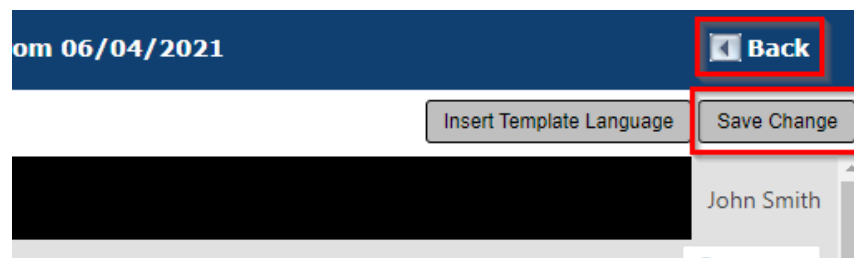 om 06/04/2021 Back
Insert Template Language Save Change
John Smith